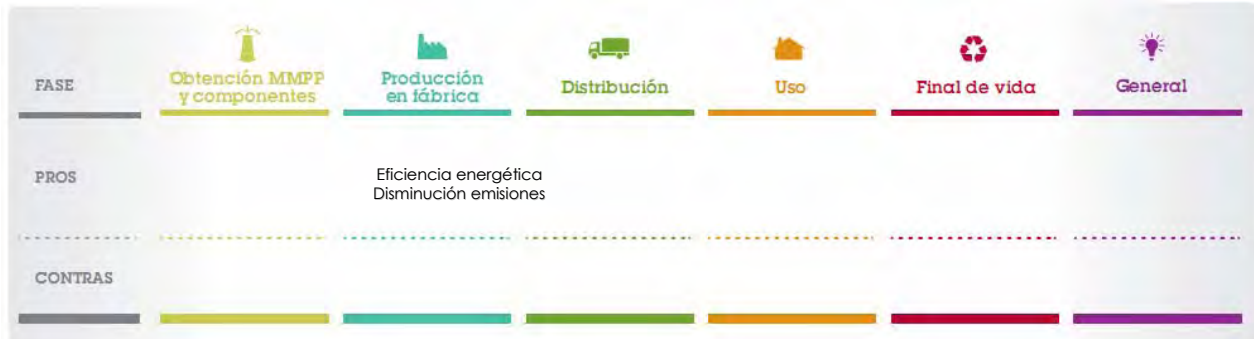 FASE
Obtención MMPP
y componentes
Producción
en fábrica
Distribución
Uso
Final de vida
General
PROS
Eficiencia energética
Disminución emisiones
CONTRAS